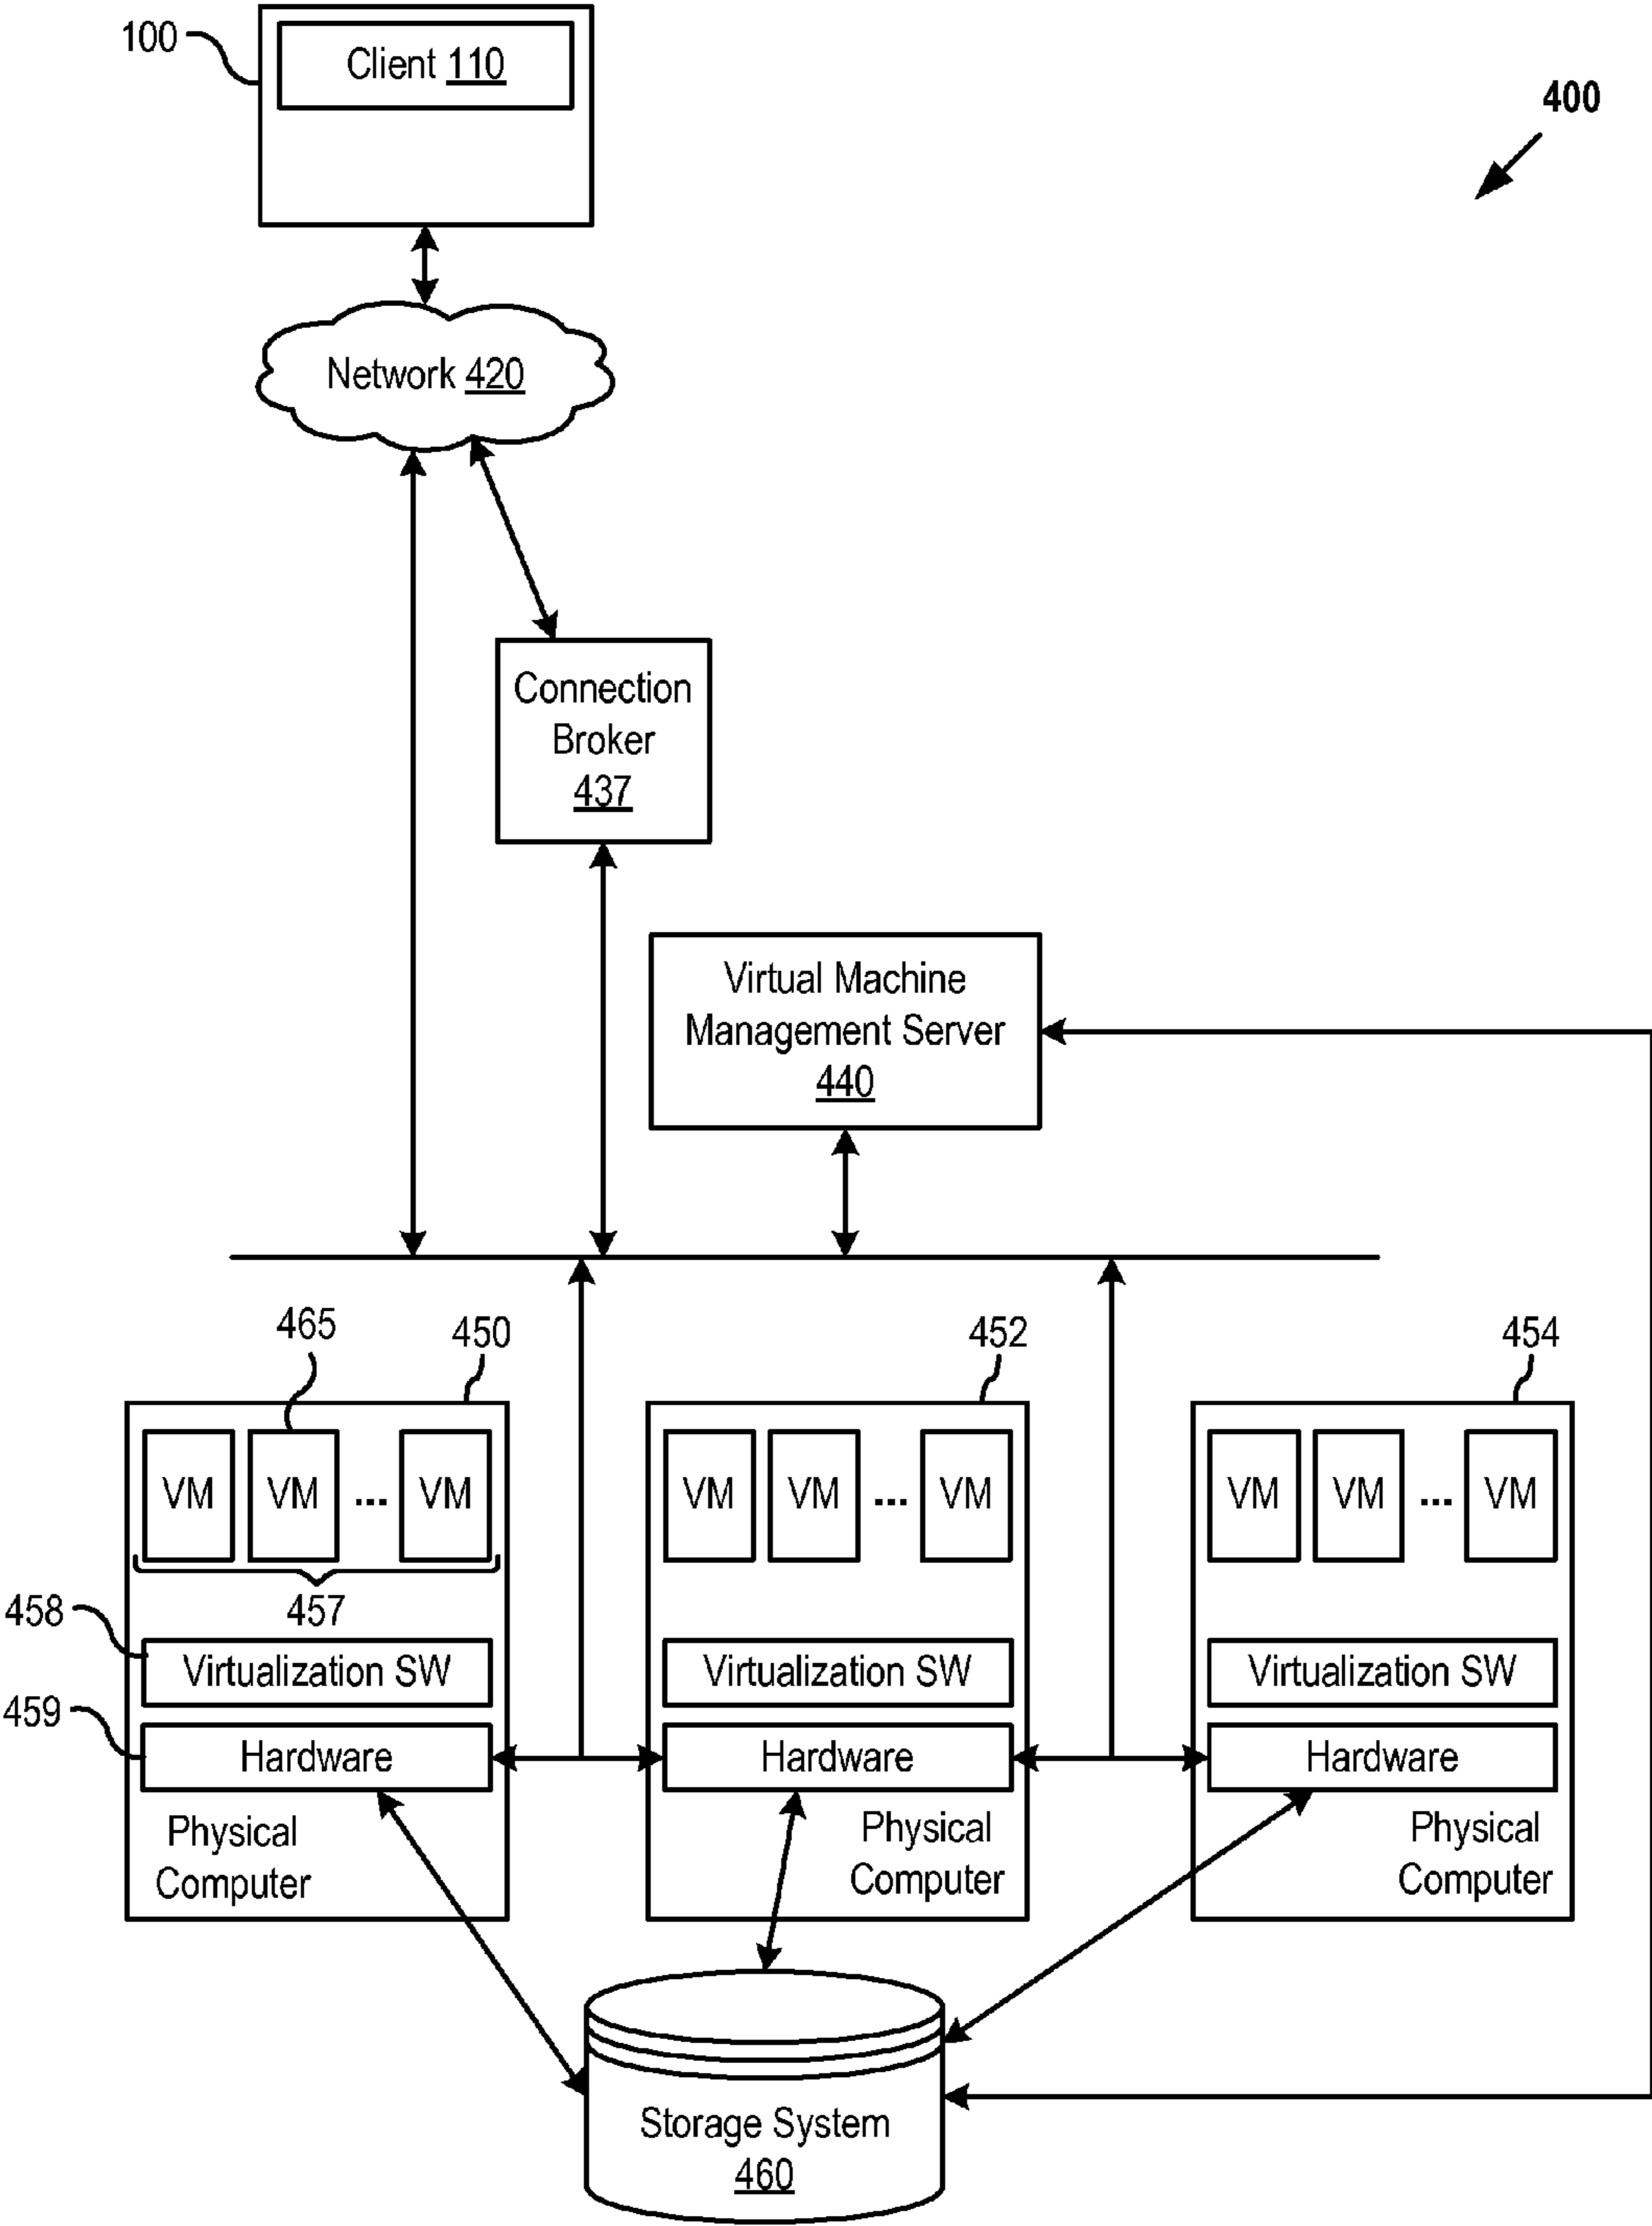 100
Client 110
400
Network 420
Connection
Broker
437
Virtual Machine
Management Server
440
465
450
452
454
VM
VM
...
VM
VM
VM
...
VM
VM
VM
...
VM
457
458
Virtualization SW
Virtualization SW
Virtualization SW
459
Hardware
Hardware
Hardware
Physical
Computer
Physical
Computer
Physical
Computer
Storage System
460